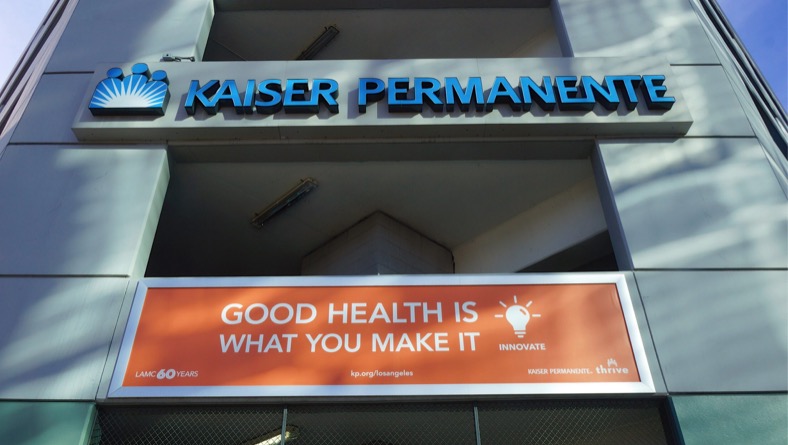 KAISER PERMANENTE
GOOD HEALTH IS
WHAT YOU MAKE IT
INNOVATE
LAMC 60 YEARS
kp.org/losangeles
KAISER PERMANENTE. thrive